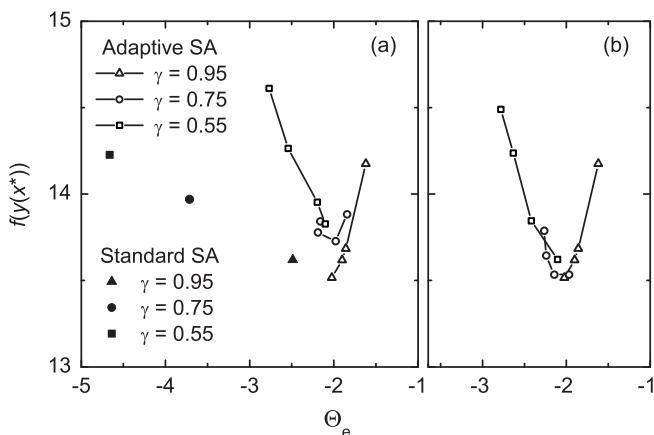 15
14
13
f(y(x*))
Adaptive SA
γ = 0.95
γ = 0.75
γ = 0.55
(a)
Standard SA
γ = 0.95
γ = 0.75
γ = 0.55
(b)
-5 -4 -3 -2 -1
-3 -2 -1
Θe